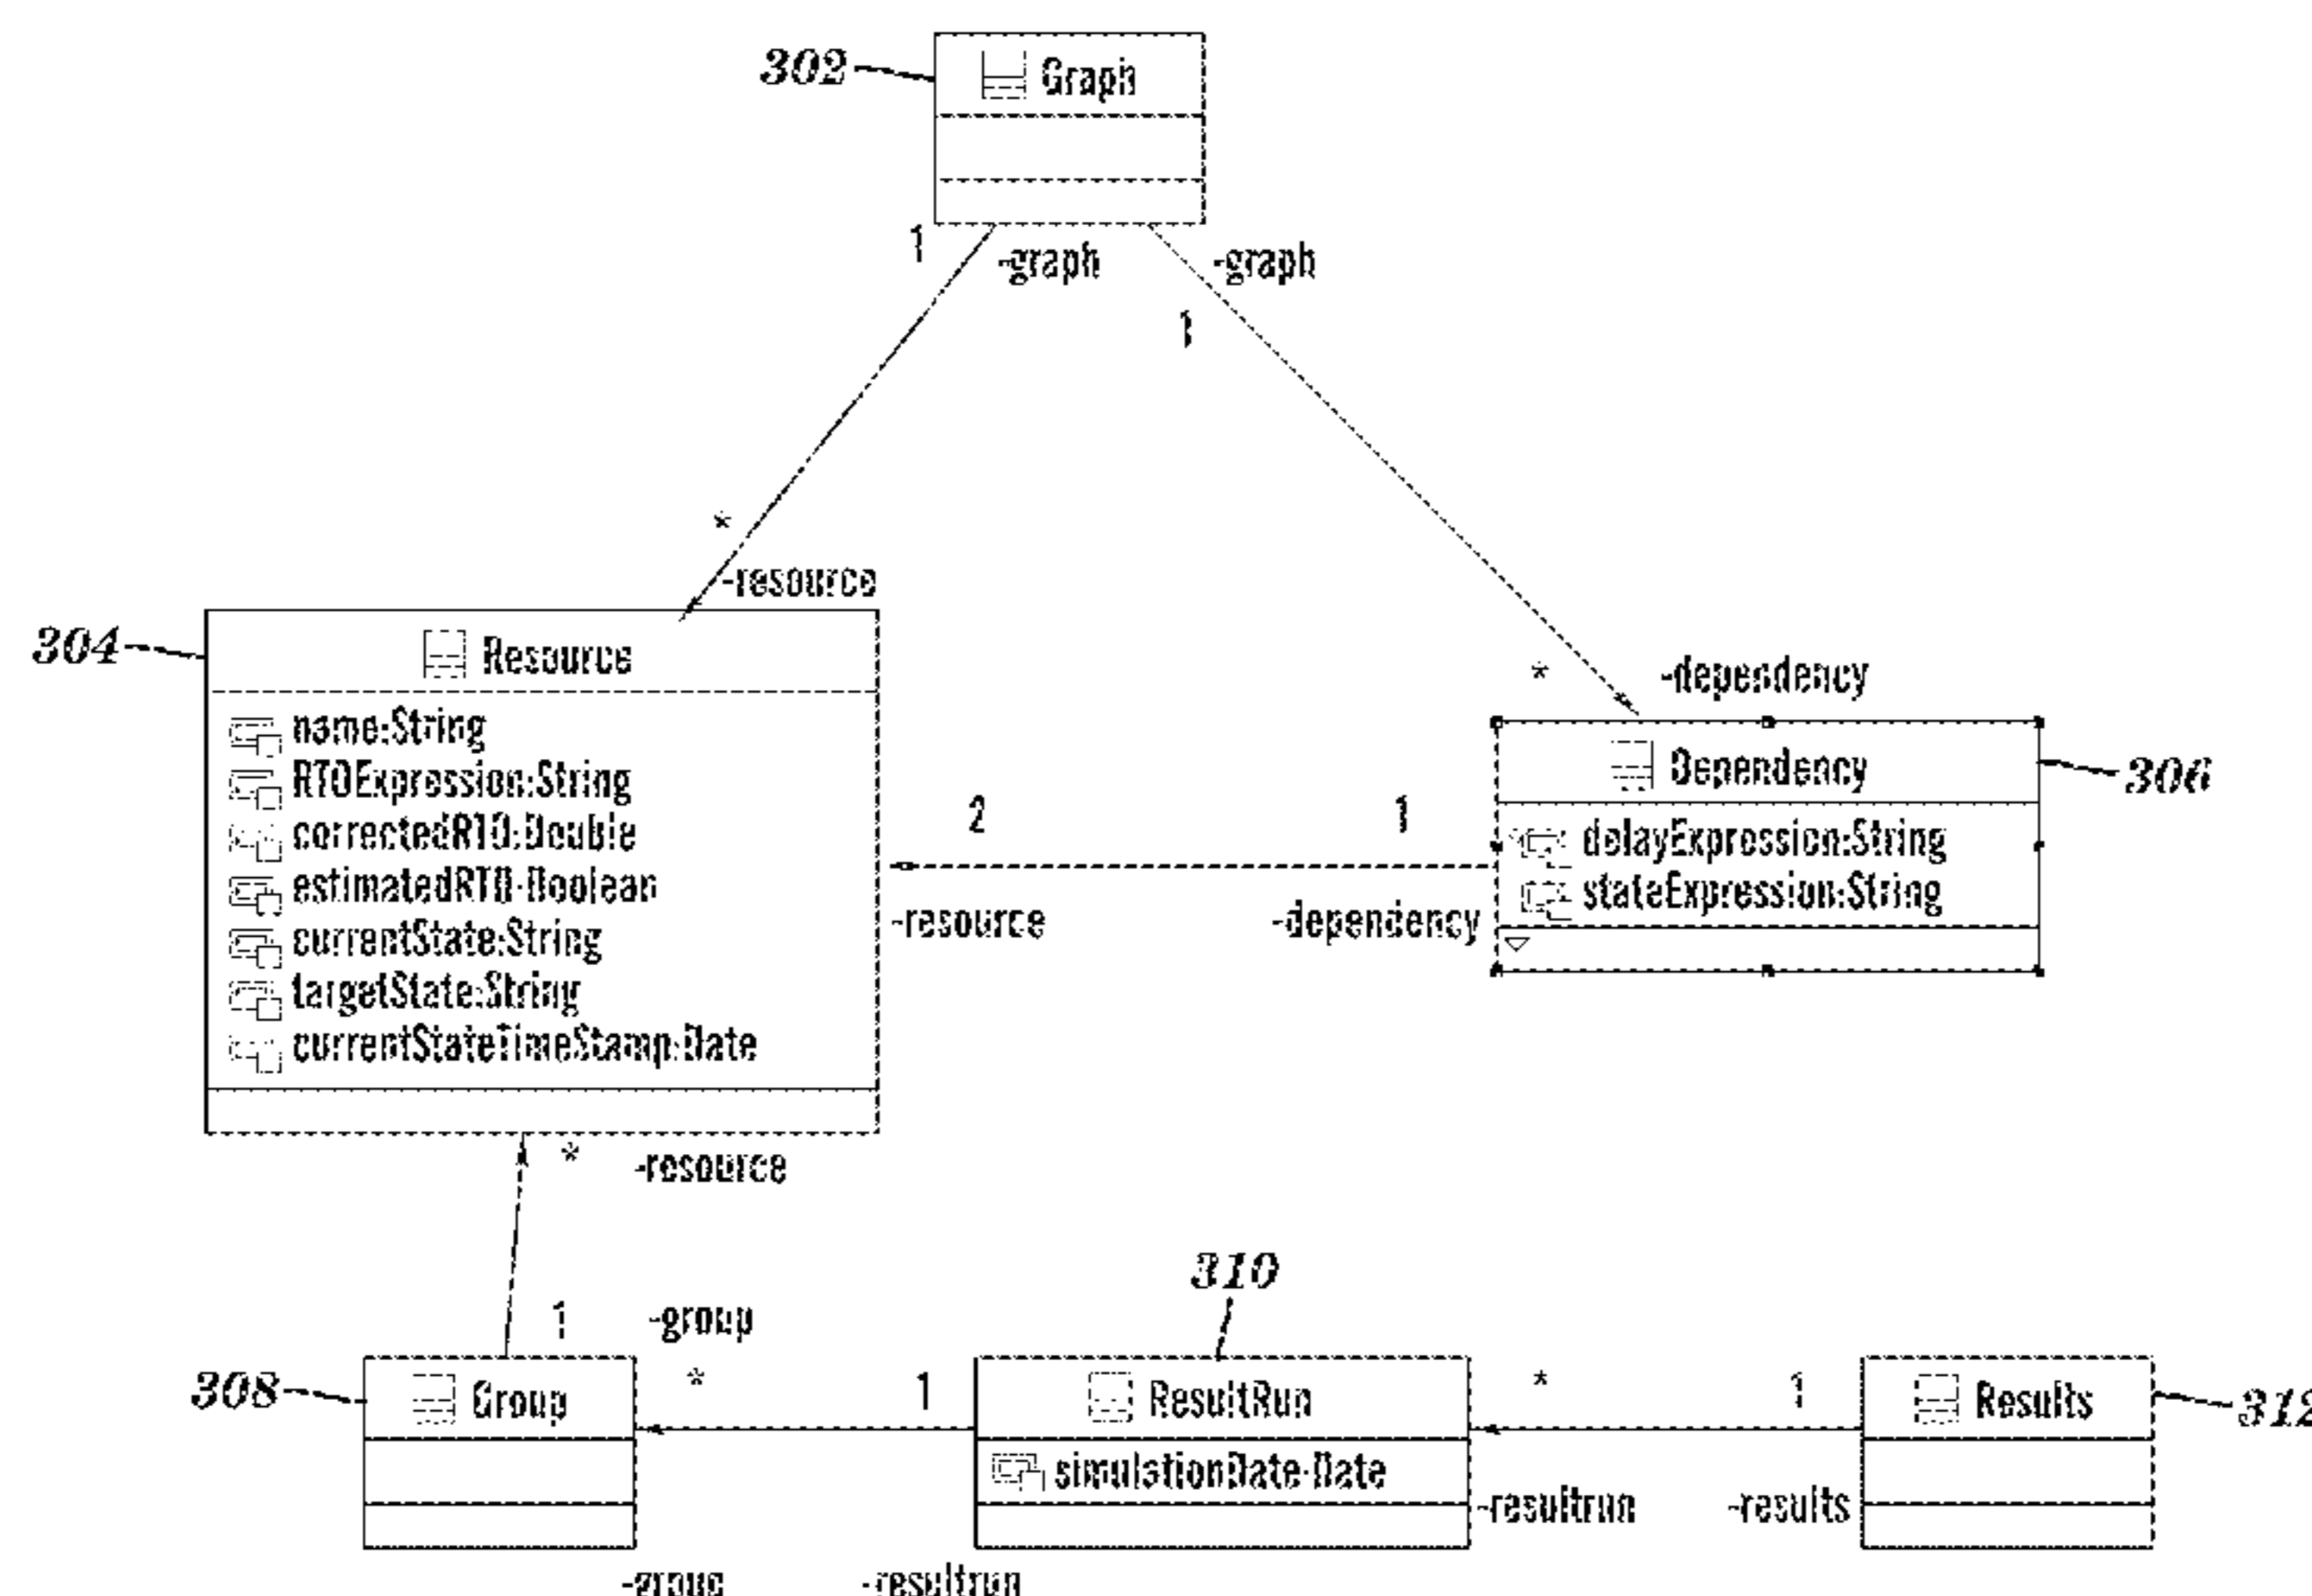 302
Graph
1
-graph
-graph
1
*
-resource
304
Resource
name:String
RTOExpression:String
correctedRTO:Double
estimatedRTO:Boolean
currentState:String
targetState:String
currentStateTimeStamp:Date
*
-dependency
306
Dependency
delayExpression:String
stateExpression:String
2
1
-resource
-dependency
*
-resource
310
1
-group
308
Group
*
1
ResultRun
simulationDate:Date
*
1
Results
312
-resultrun
-results
-group
-resultrun